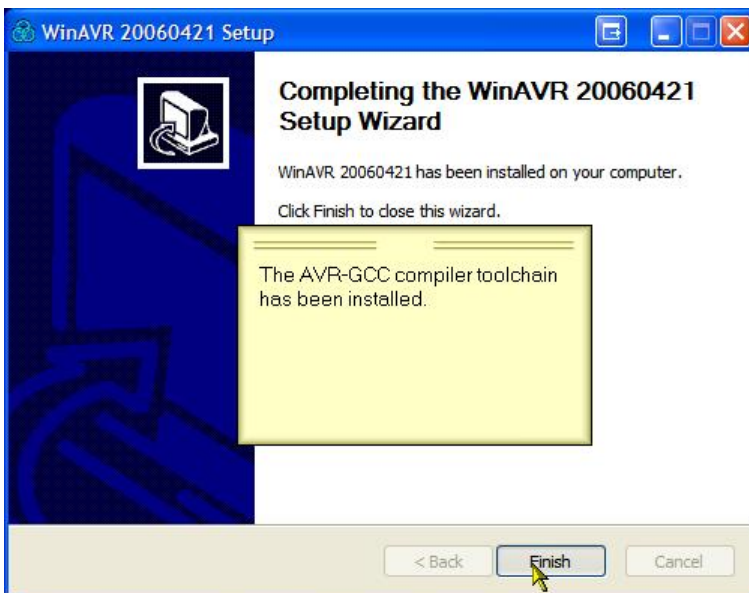 WinAVR 20060421 Setup
Completing the WinAVR 20060421
Setup Wizard
WinAVR 20060421 has been installed on your computer.
Click Finish to close this wizard.
The AVR-GCC compiler toolchain
has been installed.
< Back Finish Cancel